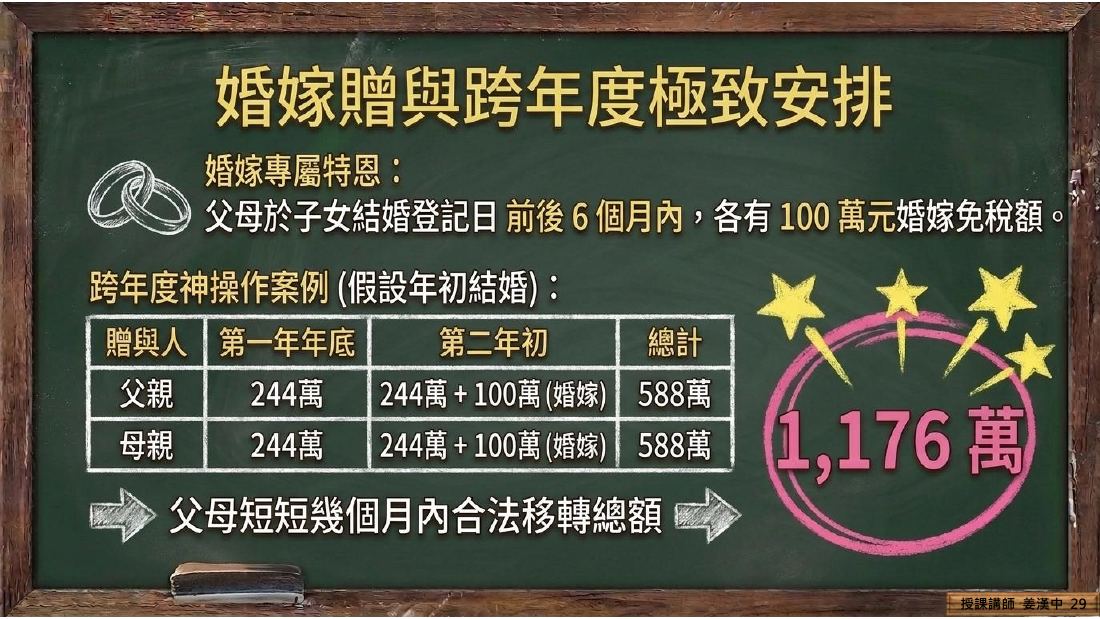 婚嫁贈與跨年度極致安排
婚嫁專屬特恩：
父母於子女結婚登記日 前後 6 個月內，各有 100 萬元婚嫁免稅額。
跨年度神操作案例 (假設年初結婚)：
贈與人 第一年年底 第二年初 總計
父親 244萬 244萬 + 100萬 (婚嫁) 588萬
母親 244萬 244萬 + 100萬 (婚嫁) 588萬
1,176 萬
父母短短幾個月內合法移轉總額
授課講師 姜漢中 29